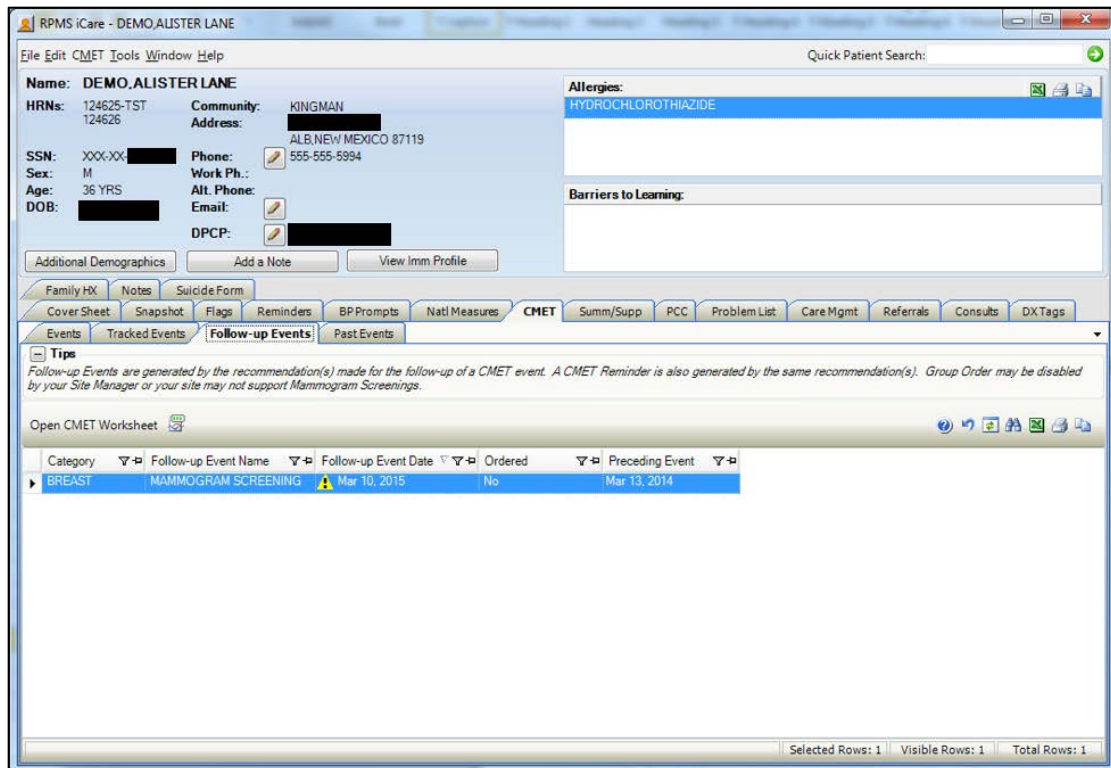 RPMS iCare - DEMO,ALISTER LANE
File Edit CMET Tools Window Help
Quick Patient Search:
Name: DEMO,ALISTER LANE
HRNs: 124625-TST
124626
Community: KINGMAN
Address:
ALB,NEW MEXICO 87119
SSN: XXX-XX-
Phone: 555-555-5994
Sex: M
Work Ph.:
Age: 36 YRS
Alt. Phone:
DOB:
Email:
DPCP:
Allergies:
HYDROCHLOROTHIAZIDE
Barriers to Learning:
Additional Demographics Add a Note View Imm Profile
Family HX Notes Suicide Form
Cover Sheet Snapshot Flags Reminders BP Prompts Natl Measures CMET Summ/Supp PCC Problem List Care Mgmt Referrals Consults DX Tags
Events Tracked Events Follow-up Events Past Events
Tips
Follow-up Events are generated by the recommendation(s) made for the follow-up of a CMET event. A CMET Reminder is also generated by the same recommendation(s). Group Order may be disabled
by your Site Manager or your site may not support Mammogram Screenings.
Open CMET Worksheet
Category Follow-up Event Name Follow-up Event Date Ordered Preceding Event
BREAST MAMMOGRAM SCREENING Mar 10, 2015 No Mar 13, 2014
Selected Rows: 1 Visible Rows: 1 Total Rows: 1